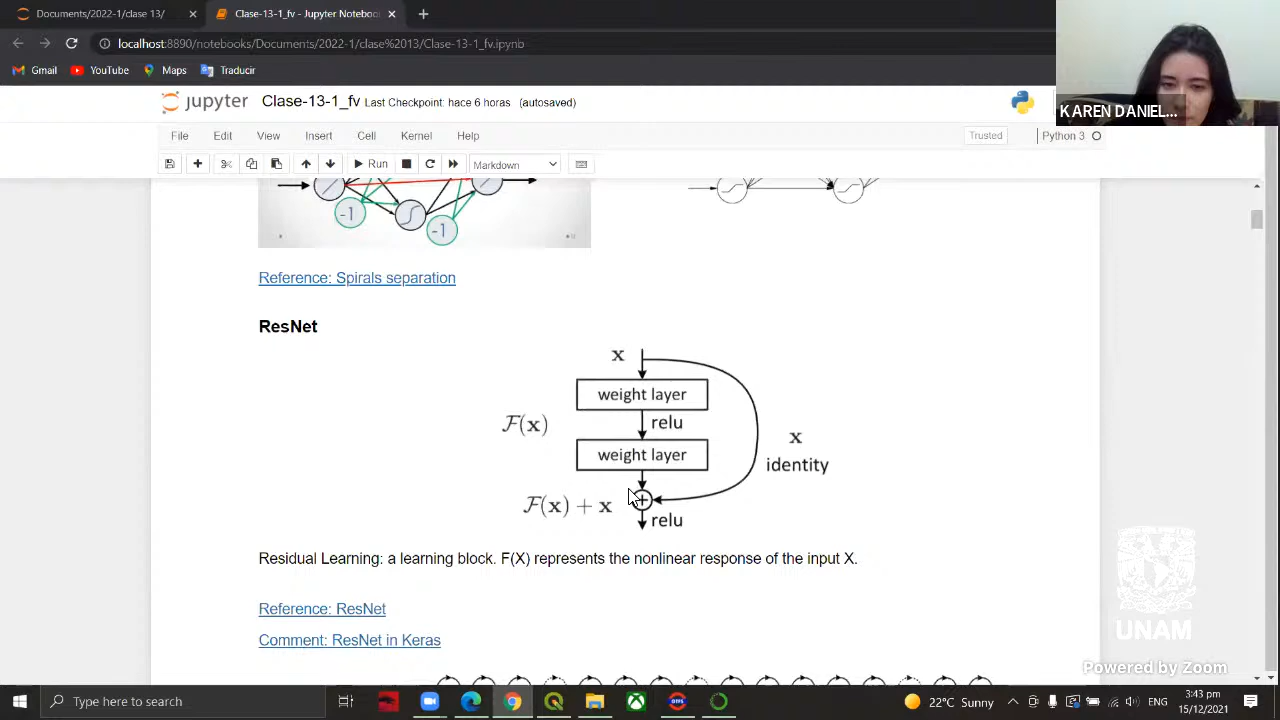 Documents/2022-1/clase 13/
Clase-13-1_fv - Jupyter Noteboo
localhost:8890/notebooks/Documents/2022-1/clase%2013/Clase-13-1_fv.ipynb
Gmail
YouTube
Maps
Traducir
KAREN DANIEL...
jupyter
Clase-13-1_fv
Last Checkpoint: hace 6 horas (autosaved)
File
Edit
View
Insert
Cell
Kernel
Help
Trusted
Python 3
Run
Markdown
-1
-1
Reference: Spirals separation
ResNet
x
weight layer
relu
F(x)
weight layer
x
identity
F(x) + x
relu
Residual Learning: a learning block. F(X) represents the nonlinear response of the input X.
Reference: ResNet
Comment: ResNet in Keras
UNAM
Powered by Zoom
Type here to search
22°C Sunny
ENG
3:43 pm
15/12/2021